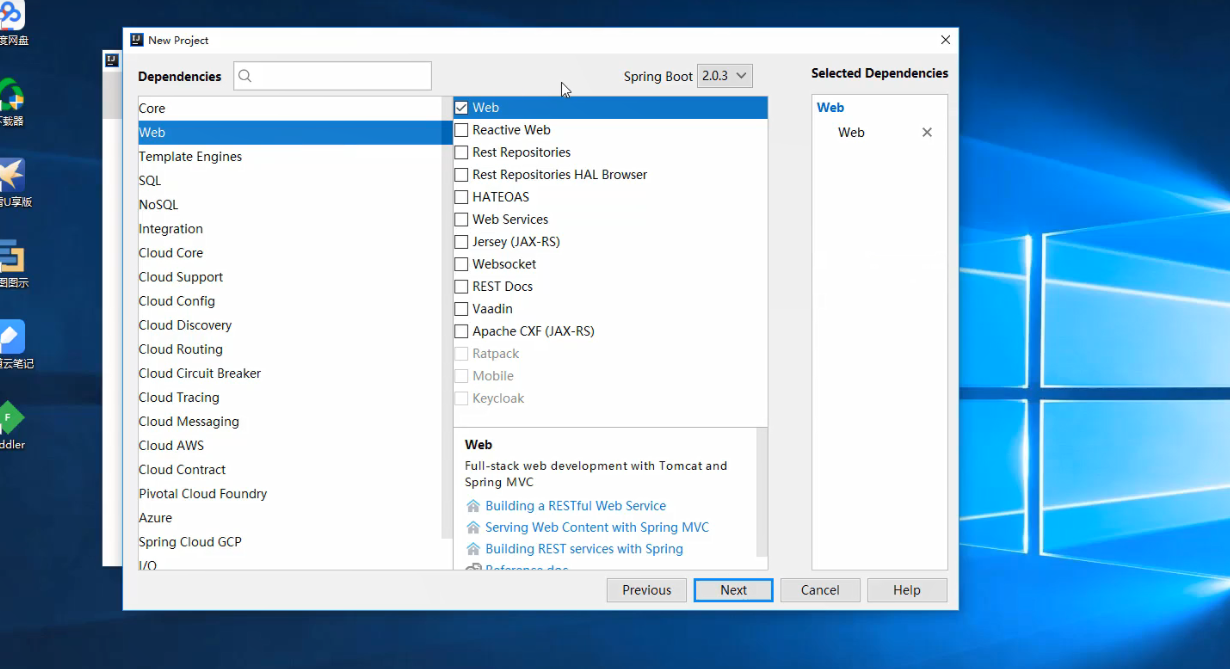 New Project
Dependencies
Spring Boot 2.0.3
Selected Dependencies
Core
Web
Template Engines
SQL
NoSQL
Integration
Cloud Core
Cloud Support
Cloud Config
Cloud Discovery
Cloud Routing
Cloud Circuit Breaker
Cloud Tracing
Cloud Messaging
Cloud AWS
Cloud Contract
Pivotal Cloud Foundry
Azure
Spring Cloud GCP
I/O
Web
Reactive Web
Rest Repositories
Rest Repositories HAL Browser
HATEOAS
Web Services
Jersey (JAX-RS)
Websocket
REST Docs
Vaadin
Apache CXF (JAX-RS)
Ratpack
Mobile
Keycloak
Web
Full-stack web development with Tomcat and
Spring MVC
Building a RESTful Web Service
Serving Web Content with Spring MVC
Building REST services with Spring
Reference doc
Web
Web
Previous
Next
Cancel
Help
度网盘
下载器
U享版
图图示
云笔记
ddler